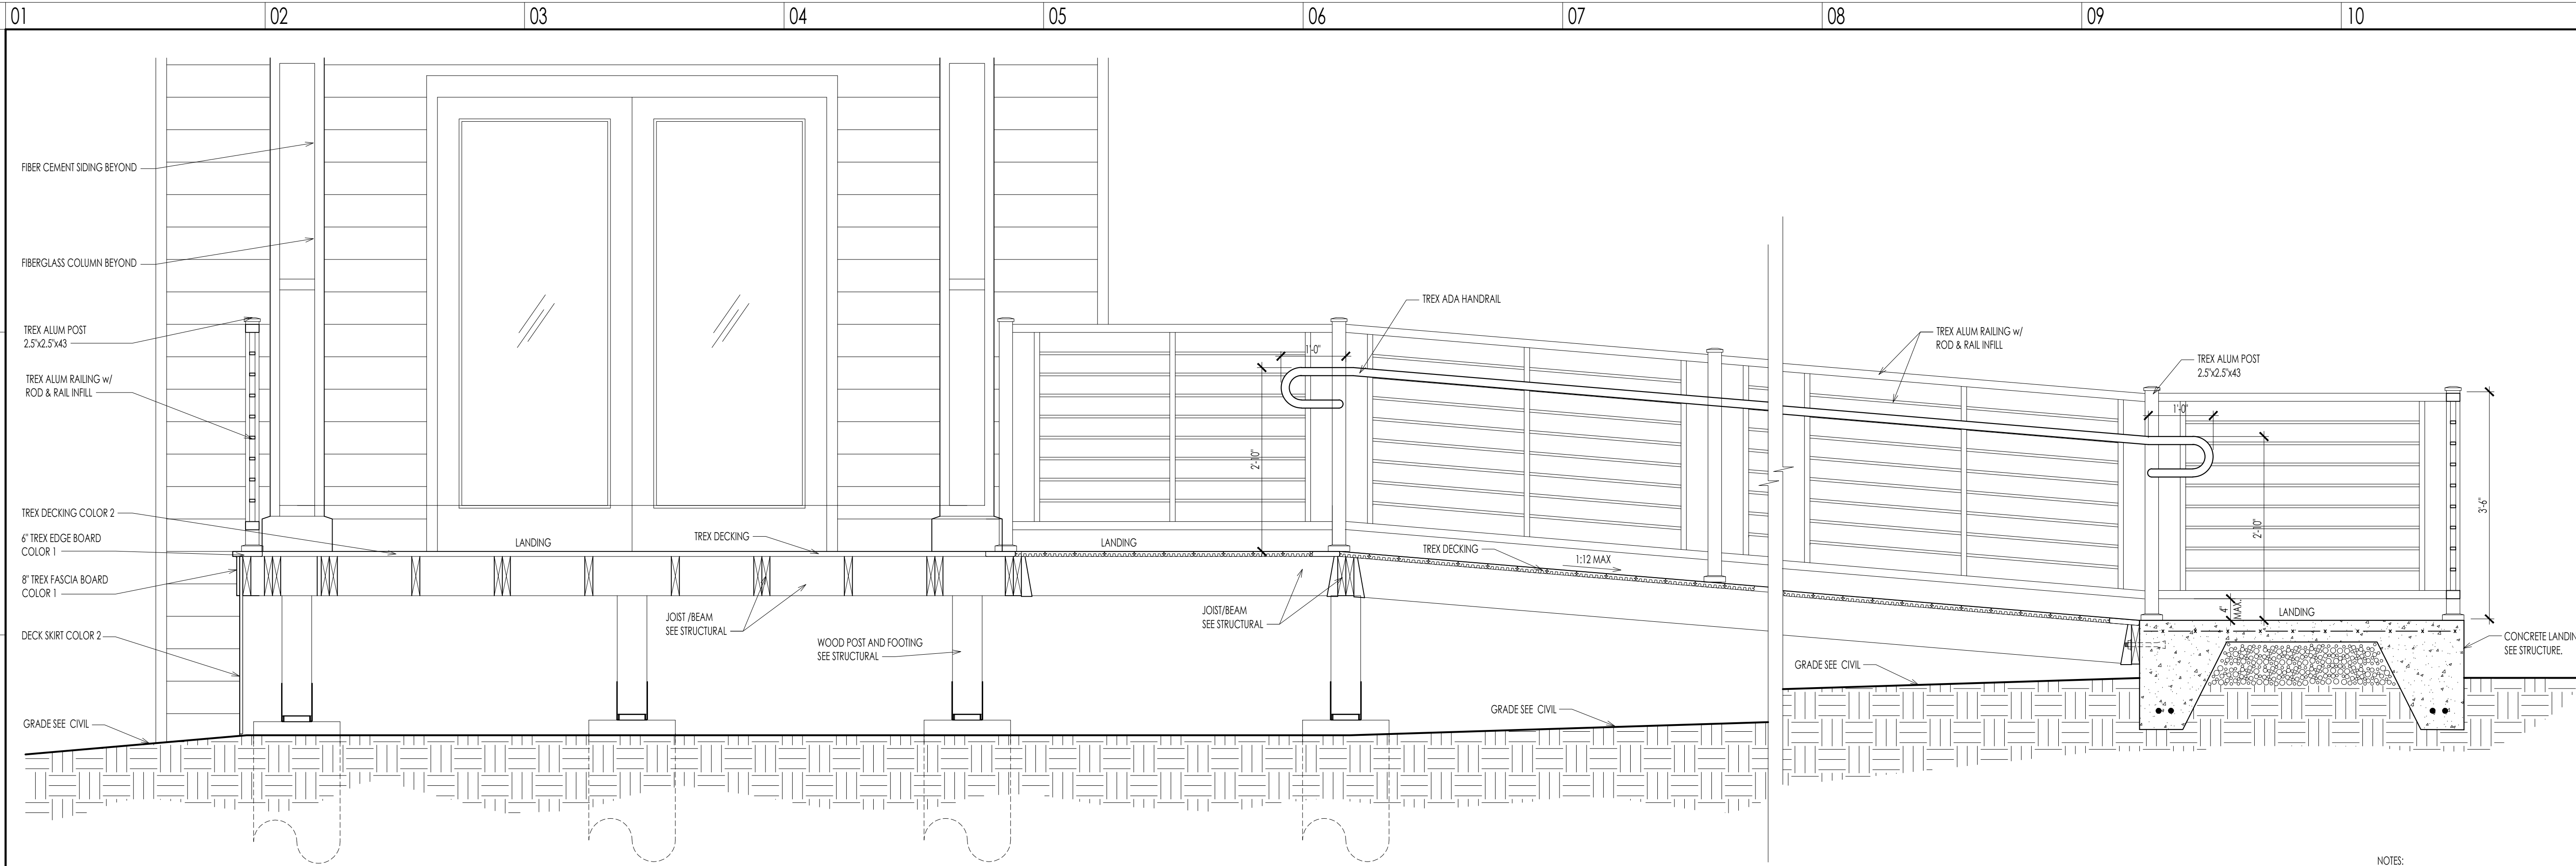 01
02
03
04
05
06
07
08
09
10
FIBER CEMENT SIDING BEYOND
FIBERGLASS COLUMN BEYOND
TREX ALUM POST
2.5"x2.5"x43
TREX ALUM RAILING w/
ROD & RAIL INFILL
TREX DECKING COLOR 2
6" TREX EDGE BOARD
COLOR 1
8" TREX FASCIA BOARD
COLOR 1
DECK SKIRT COLOR 2
GRADE SEE CIVIL
LANDING
TREX DECKING
JOIST /BEAM
SEE STRUCTURAL
WOOD POST AND FOOTING
SEE STRUCTURAL
LANDING
1'-0"
2'-10"
TREX ADA HANDRAIL
JOIST/BEAM
SEE STRUCTURAL
TREX DECKING
1:12 MAX
GRADE SEE CIVIL
TREX ALUM RAILING w/
ROD & RAIL INFILL
TREX ALUM POST
2.5"x2.5"x43
1'-0"
2'-10"
3'-6"
4"
MAX.
LANDING
GRADE SEE CIVIL
CONCRETE LANDIN
SEE STRUCTURE.
NOTES: